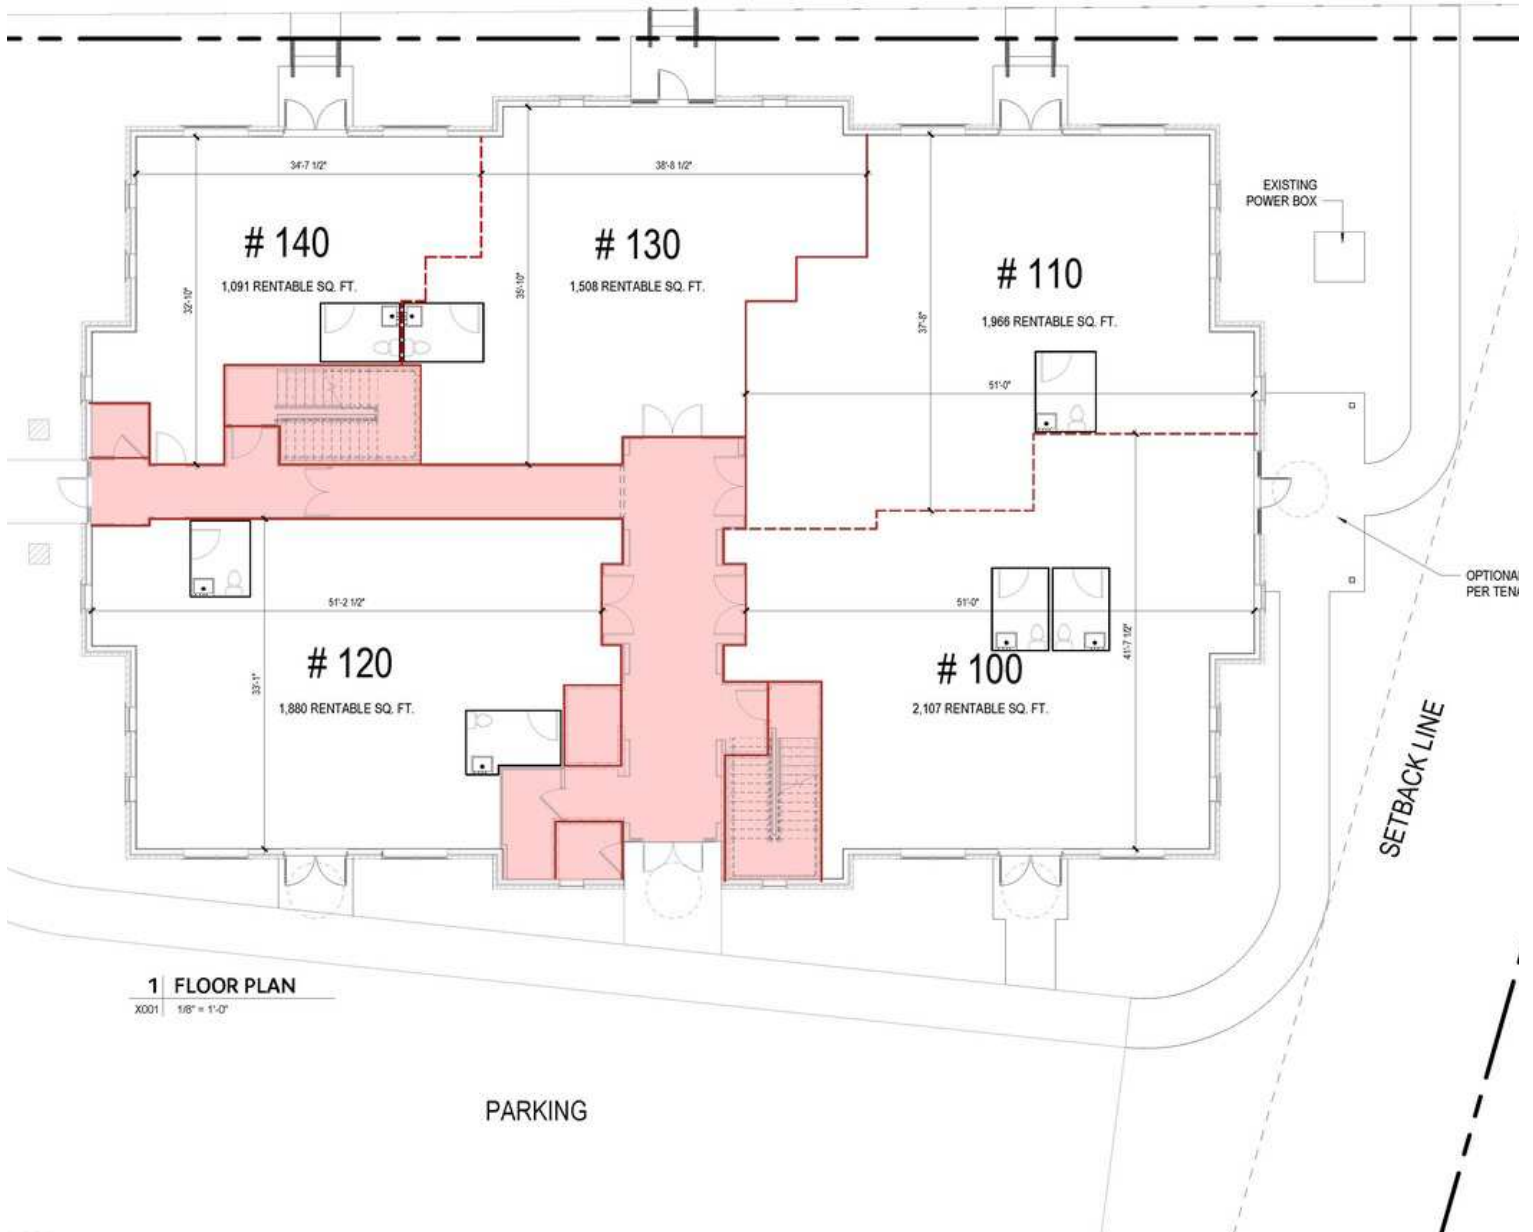 34'-7 1/2"
38'-8 1/2"
# 140
1,091 RENTABLE SQ. FT.
32'-10"
# 130
1,508 RENTABLE SQ. FT.
35'-10"
# 110
1,966 RENTABLE SQ. FT.
37'-8"
51'-0"
EXISTING
POWER BOX
51'-2 1/2"
33'-1"
# 120
1,880 RENTABLE SQ. FT.
51'-0"
41'-7 1/2"
# 100
2,107 RENTABLE SQ. FT.
OPTIONA
PER TENA
SETBACK LINE
1 FLOOR PLAN
X001 1/8" = 1'-0"
PARKING